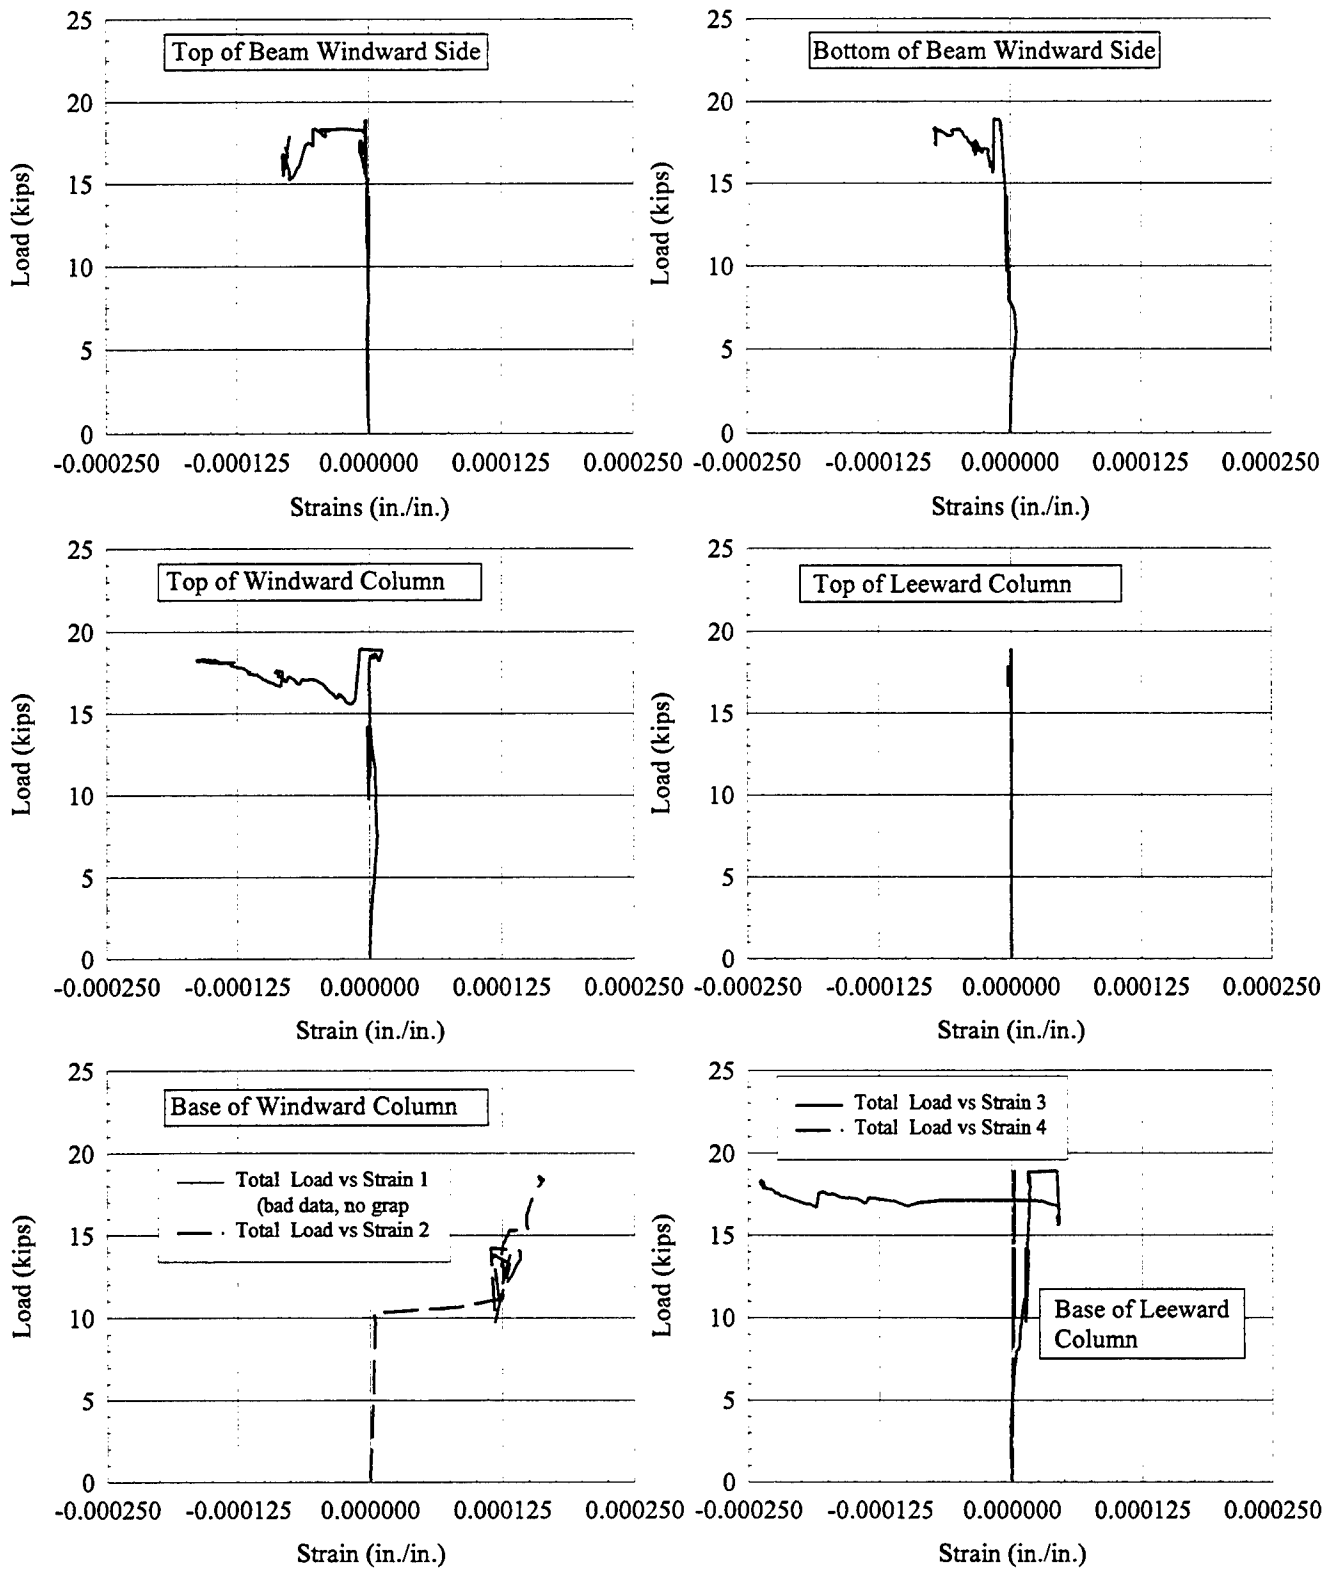 25
20
15
10
5
0
Load (kips)
Top of Beam Windward Side
-0.000250 -0.000125 0.000000 0.000125 0.000250
Strains (in./in.)
25
20
15
10
5
0
Load (kips)
Bottom of Beam Windward Side
-0.000250 -0.000125 0.000000 0.000125 0.000250
Strains (in./in.)
25
20
15
10
5
0
Load (kips)
Top of Windward Column
-0.000250 -0.000125 0.000000 0.000125 0.000250
Strain (in./in.)
25
20
15
10
5
0
Load (kips)
Top of Leeward Column
-0.000250 -0.000125 0.000000 0.000125 0.000250
Strain (in./in.)
25
20
15
10
5
0
Load (kips)
Base of Windward Column
Total Load vs Strain 1
(bad data, no grap
Total Load vs Strain 2
-0.000250 -0.000125 0.000000 0.000125 0.000250
Strain (in./in.)
25
20
15
10
5
0
Load (kips)
Total Load vs Strain 3
Total Load vs Strain 4
Base of Leeward
Column
-0.000250 -0.000125 0.000000 0.000125 0.000250
Strain (in./in.)